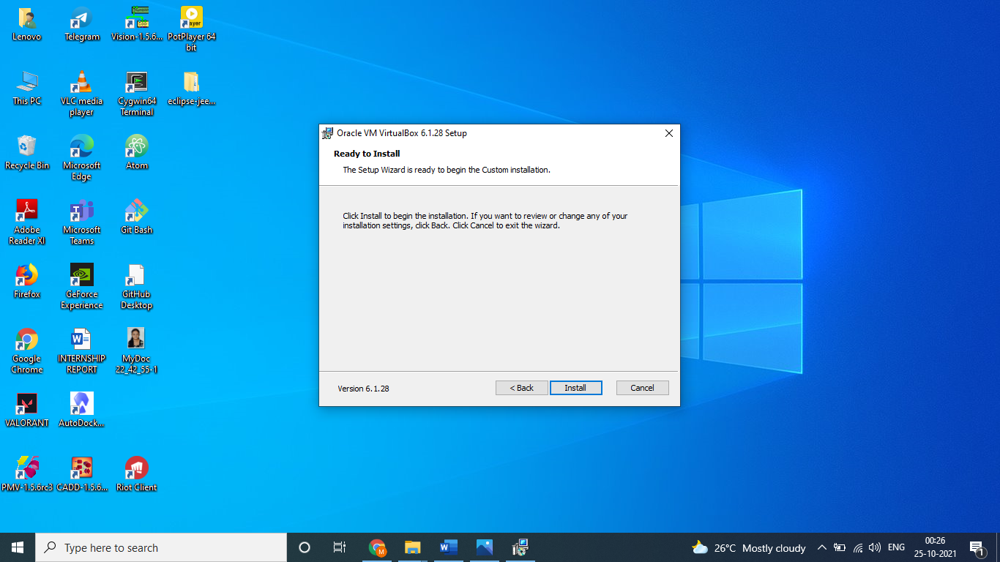 Lenovo
Telegram
Vision-1.5.6...
PotPlayer 64
bit
This PC
VLC media
player
Cygwin64
Terminal
eclipse-jee...
Recycle Bin
Microsoft
Edge
Atom
Adobe
Reader XI
Microsoft
Teams
Git Bash
Firefox
GeForce
Experience
GitHub
Desktop
Google
Chrome
INTERNSHIP
REPORT
MyDoc
22_42_55-1
VALORANT
AutoDock...
PMV-1.5.6rc3
CADD-1.5.6...
Riot Client
Oracle VM VirtualBox 6.1.28 Setup
Ready to Install
The Setup Wizard is ready to begin the Custom installation.
Click Install to begin the installation. If you want to review or change any of your
installation settings, click Back. Click Cancel to exit the wizard.
Version 6.1.28
< Back
Install
Cancel
Type here to search
26°C Mostly cloudy
ENG
00:26
25-10-2021
1